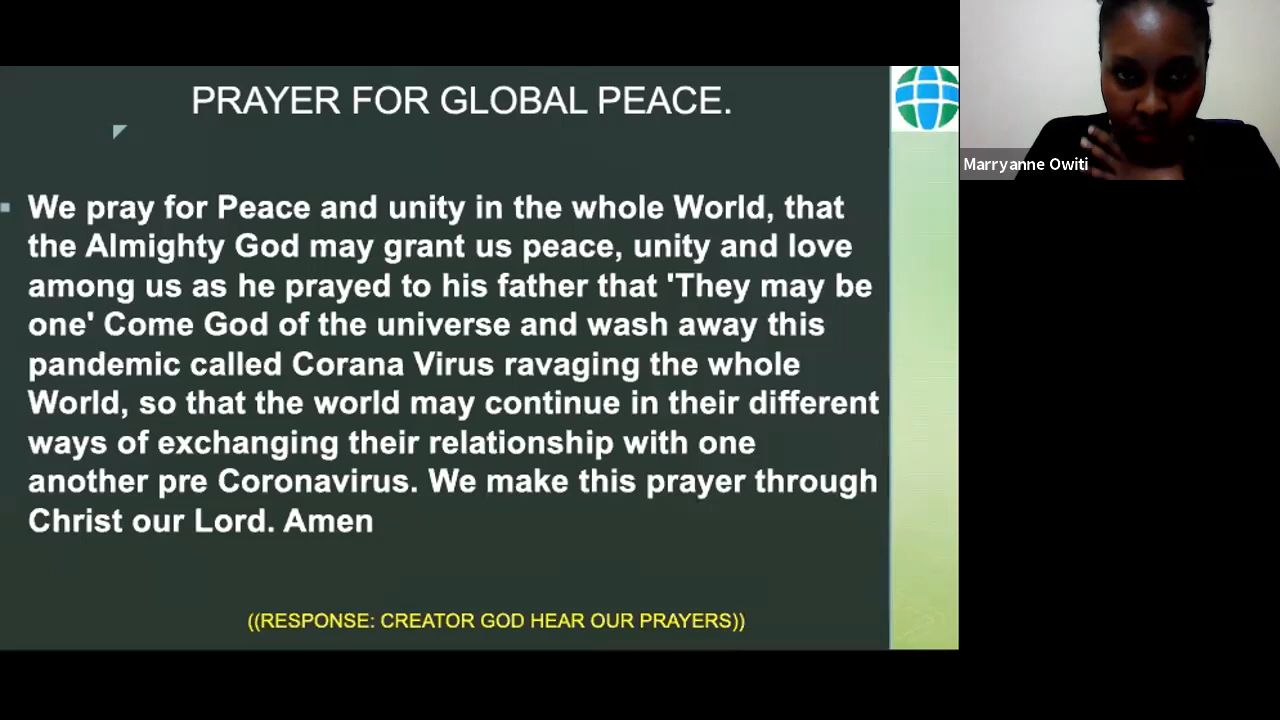 PRAYER FOR GLOBAL PEACE.
We pray for Peace and unity in the whole World, that
the Almighty God may grant us peace, unity and love
among us as he prayed to his father that 'They may be
one' Come God of the universe and wash away this
pandemic called Corana Virus ravaging the whole
World, so that the world may continue in their different
ways of exchanging their relationship with one
another pre Coronavirus. We make this prayer through
Christ our Lord. Amen
((RESPONSE: CREATOR GOD HEAR OUR PRAYERS))
Marryanne Owiti